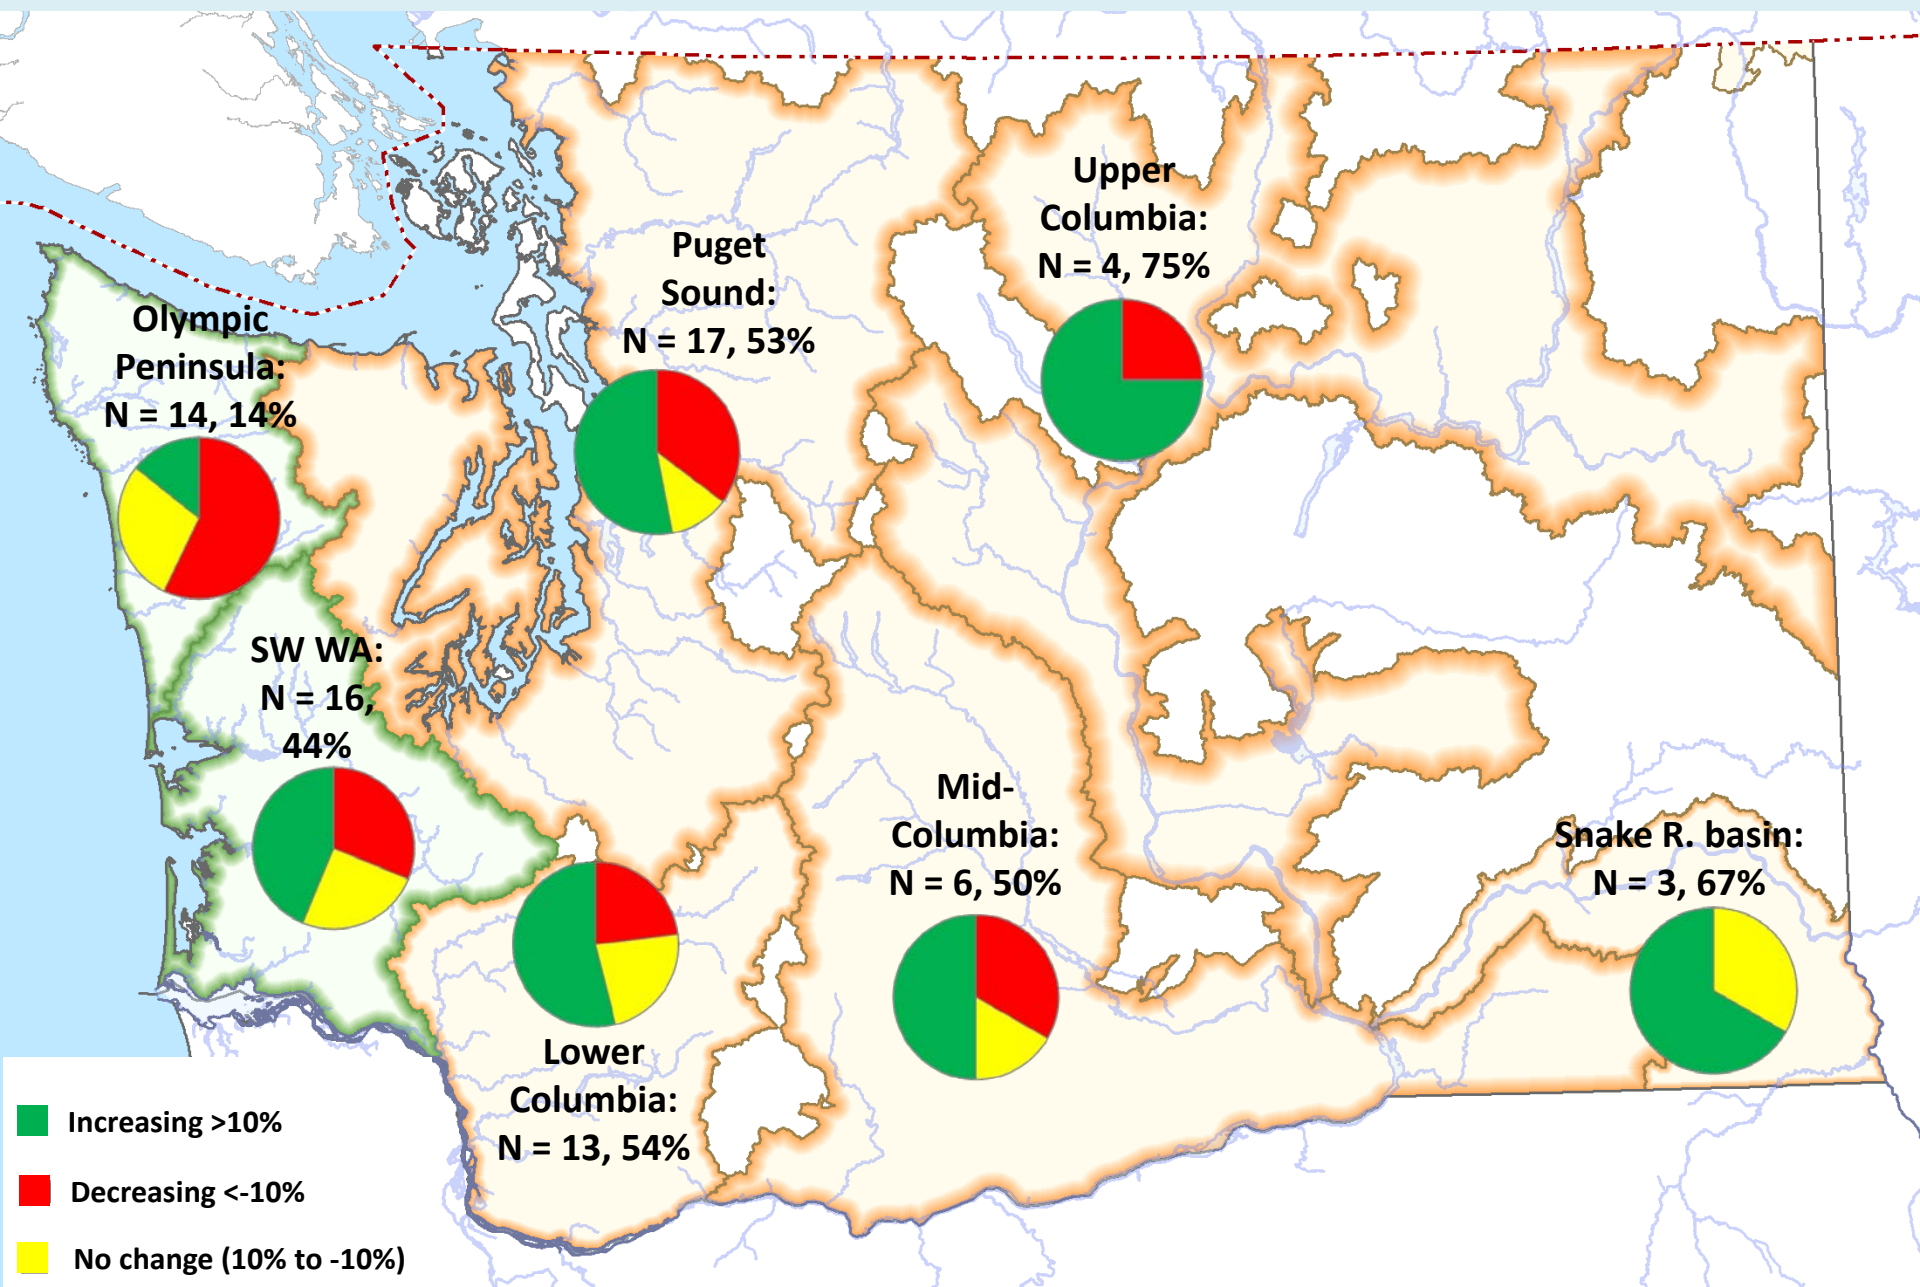 Upper
Columbia:
N = 4, 75%
Puget
Sound:
N = 17, 53%
Olympic
Peninsula:
N = 14, 14%
SW WA:
N = 16,
44%
Mid-
Columbia:
N = 6, 50%
Snake R. basin:
N = 3, 67%
Lower
Columbia:
N = 13, 54%
Increasing >10%
Decreasing <-10%
No change (10% to -10%)